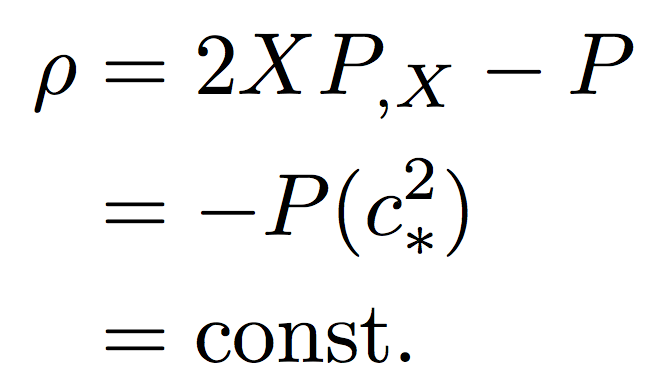 ρ = 2XP_{,X} − P
= −P(c_*^2)
= const.